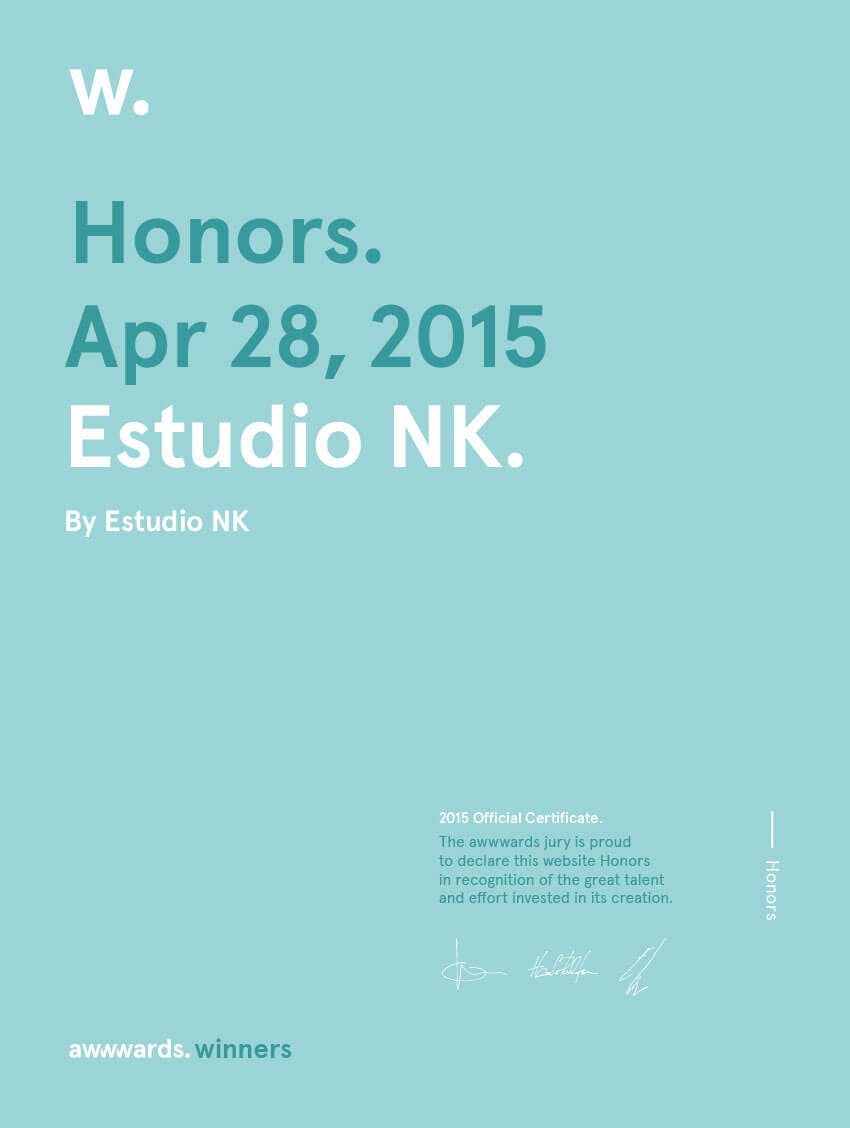 w.
Honors.
Apr 28, 2015
Estudio NK.
By Estudio NK
2015 Official Certificate.
The awwwards jury is proud
to declare this website Honors
in recognition of the great talent
and effort invested in its creation.
Honors
awwwards. winners